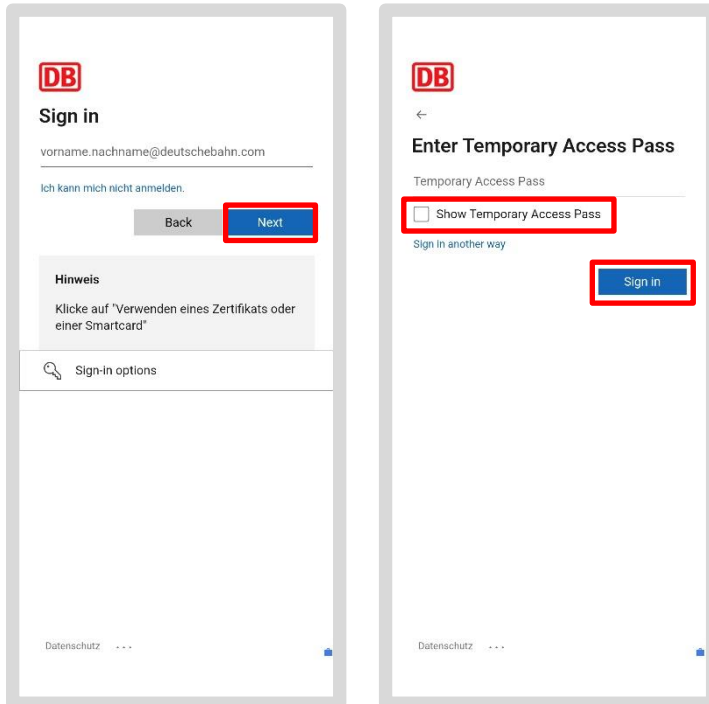 DB
Sign in
vorname.nachname@deutschebahn.com
Ich kann mich nicht anmelden.
Back
Next
Hinweis
Klicke auf "Verwenden eines Zertifikats oder
einer Smartcard"
Sign-in options
Datenschutz ...
DB
←
Enter Temporary Access Pass
Temporary Access Pass
Show Temporary Access Pass
Sign in another way
Sign in
Datenschutz ...